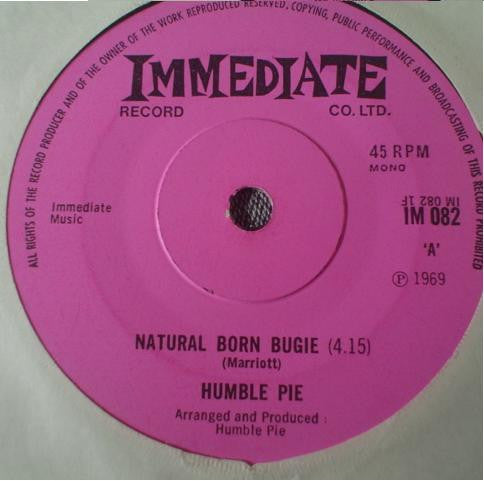 ALL RIGHTS OF THE RECORD PRODUCER AND OF THE OWNER OF THE WORK REPRODUCED RESERVED. COPYING, PUBLIC PERFORMANCE AND BROADCASTING OF THIS RECORD PROHIBITED
IMMEDIATE
RECORD CO. LTD.
45 RPM
MONO
Immediate
Music
IM 082 1F
IM 082
'A'
℗ 1969
NATURAL BORN BUGIE (4.15)
(Marriott)
HUMBLE PIE
Arranged and Produced :
Humble Pie